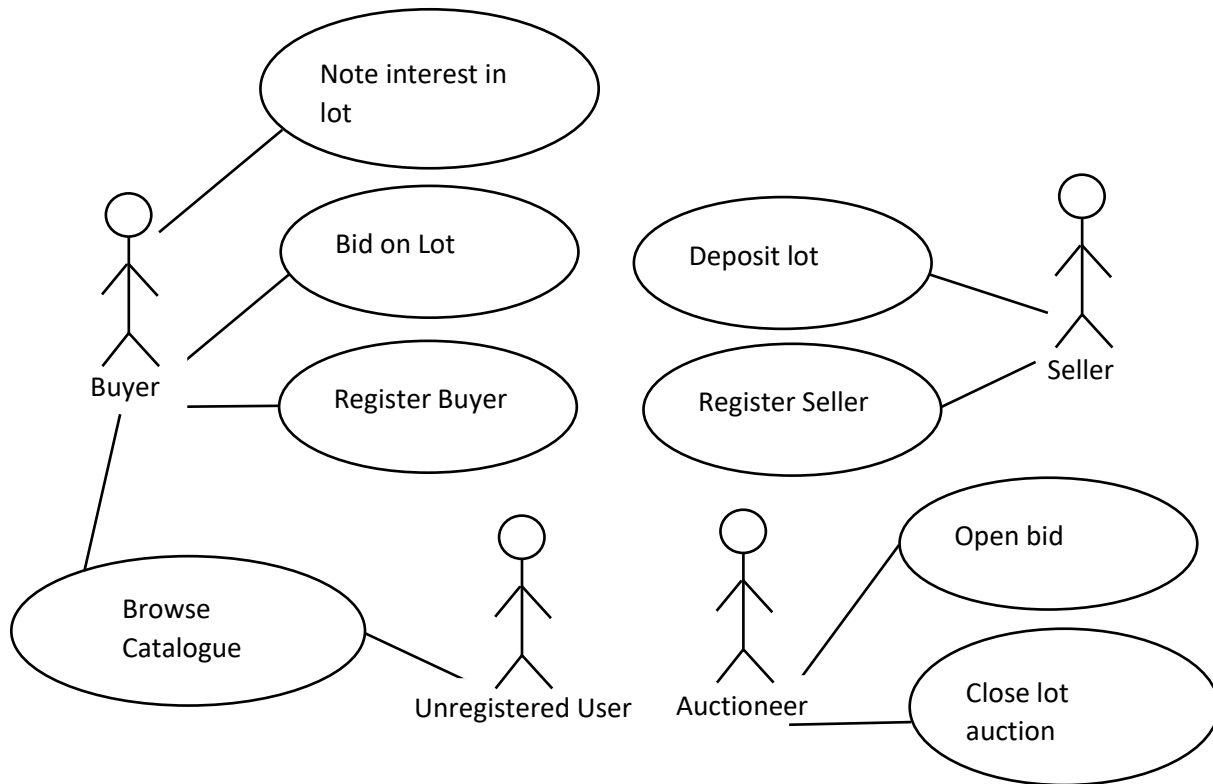 Note interest in
lot
Bid on Lot
Deposit lot
Buyer
Seller
Register Buyer
Register Seller
Open bid
Browse
Catalogue
Unregistered User
Auctioneer
Close lot
auction